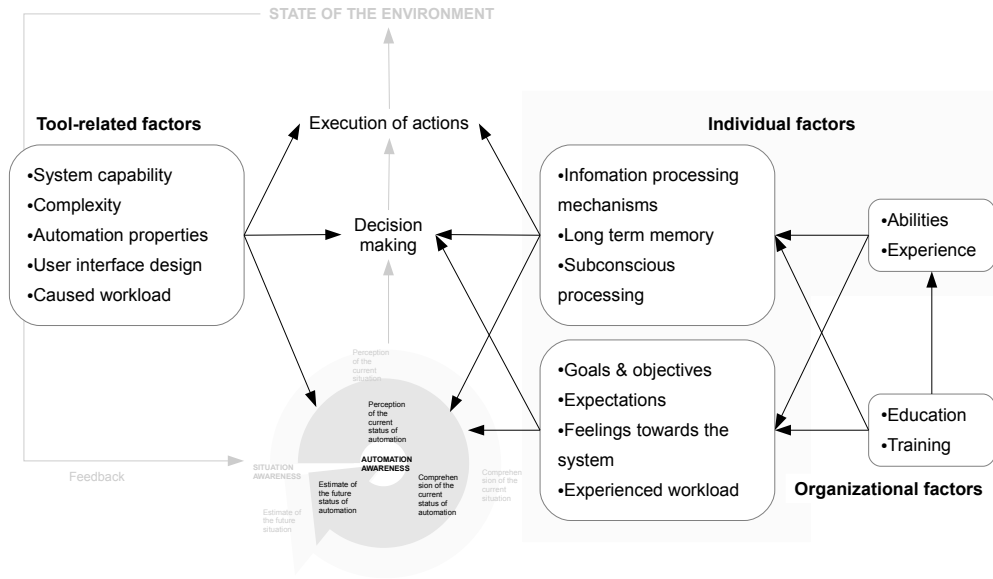 STATE OF THE ENVIRONMENT
Tool-related factors
•System capability
•Complexity
•Automation properties
•User interface design
•Caused workload
Execution of actions
Decision
making
Individual factors
•Infomation processing
mechanisms
•Long term memory
•Subconscious
processing
•Abilities
•Experience
•Goals & objectives
•Expectations
•Feelings towards the
system
•Experienced workload
•Education
•Training
Organizational factors
Perception
of the
current
situation
Perception
of the
current
status of
automation
SITUATION
AWARENESS
AUTOMATION
AWARENESS
Estimate of
the future
status of
automation
Comprehen
sion of the
current
status of
automation
Comprehen
sion of the
current
situation
Estimate of
the future
situation
Feedback